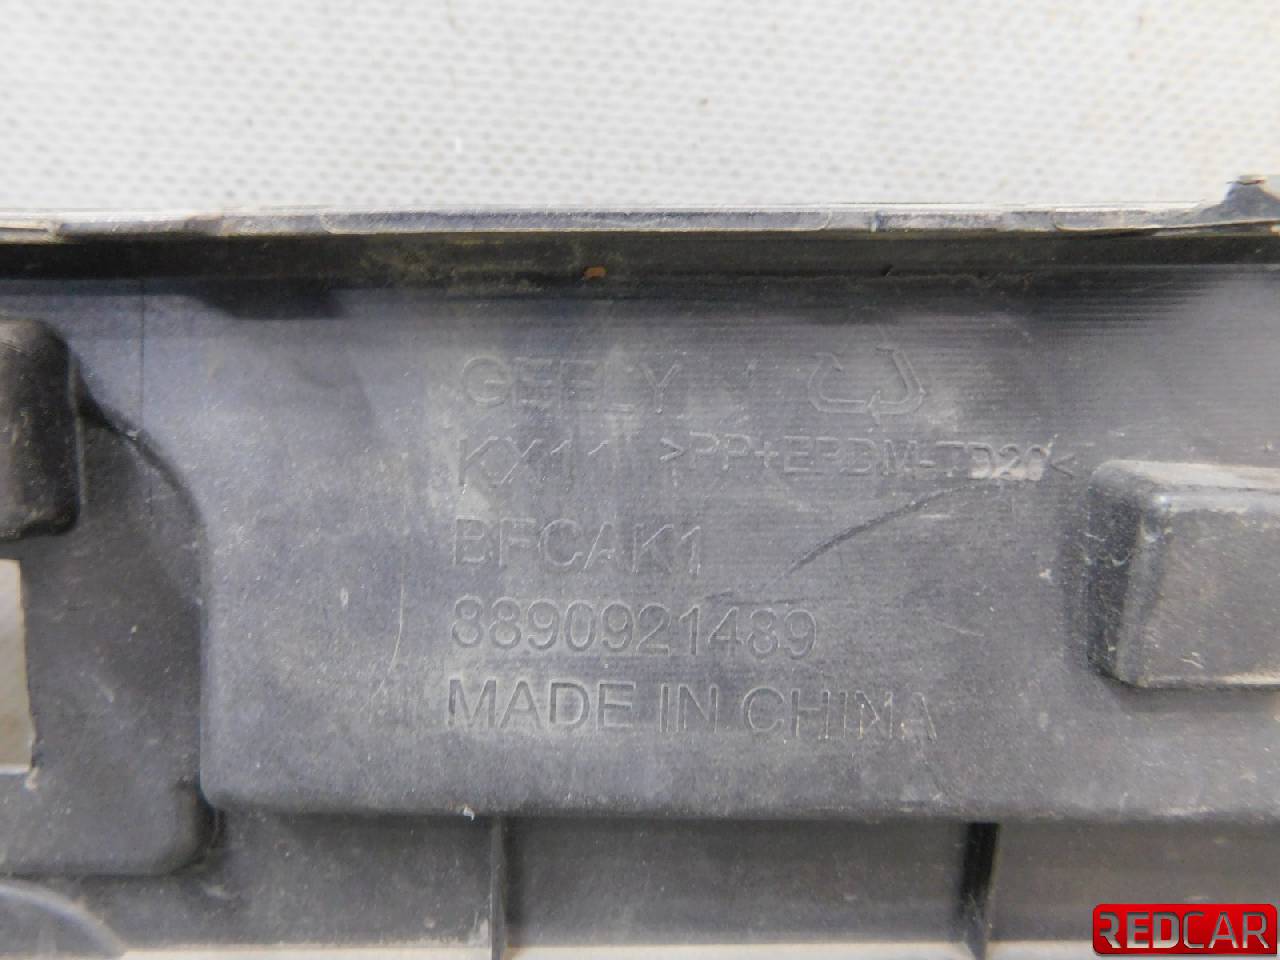 GEELY
KX11 >PP+EPDM-TD20<
BFCAK1
8890921489
MADE IN CHINA
REDCAR